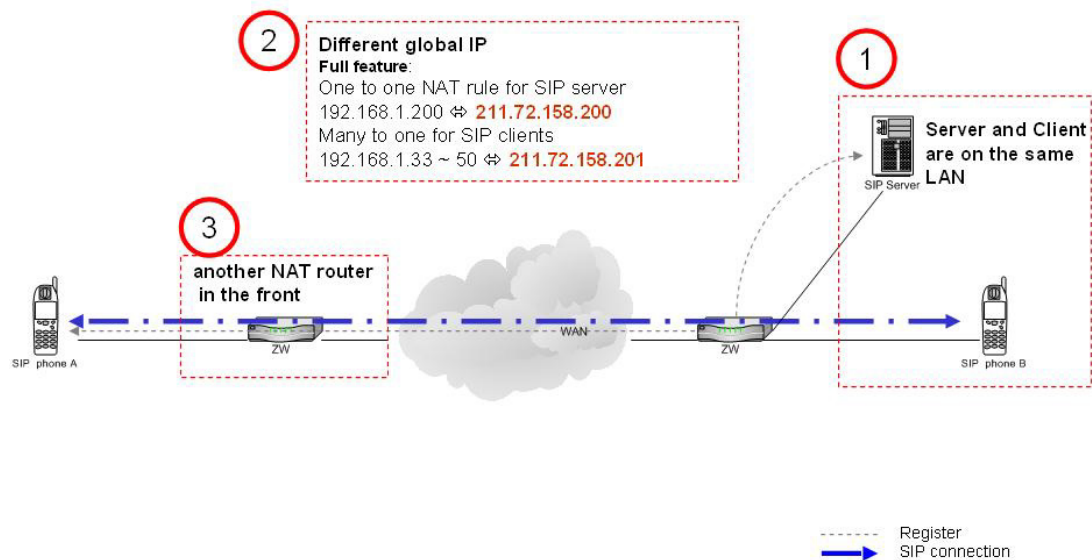 2
Different global IP
Full feature:
One to one NAT rule for SIP server
192.168.1.200 ⇔ 211.72.158.200
Many to one for SIP clients
192.168.1.33 ~ 50 ⇔ 211.72.158.201
1
Server and Client
are on the same
LAN
SIP Server
3
another NAT router
in the front
SIP phone A
ZW
WAN
ZW
SIP phone B
Register
SIP connection